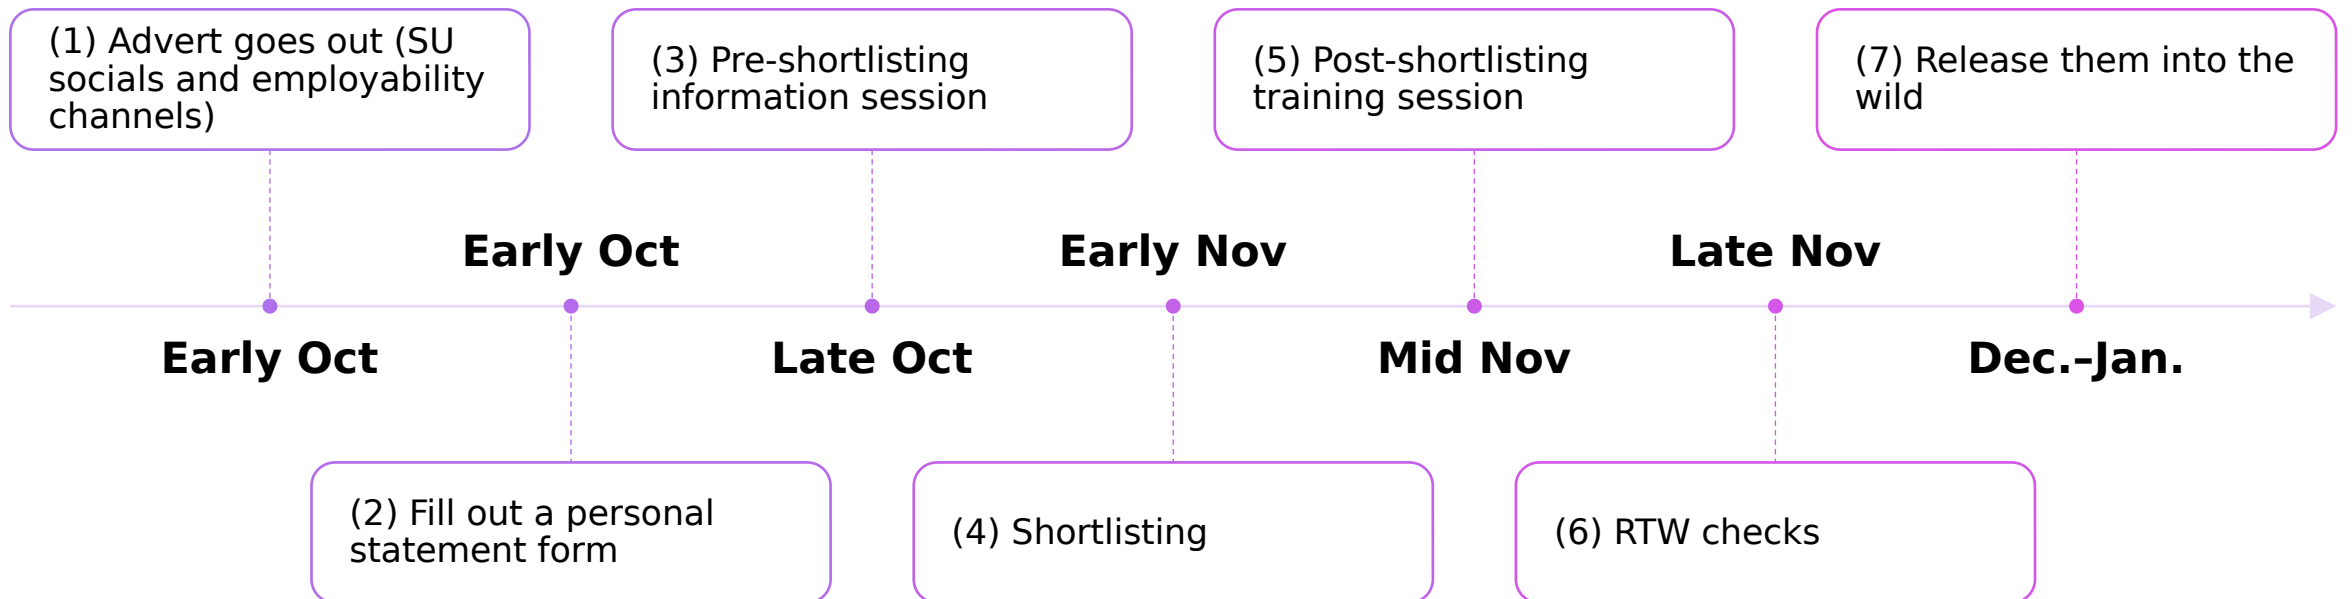 (1) Advert goes out (SU
socials and employability
channels)
(3) Pre-shortlisting
information session
(5) Post-shortlisting
training session
(7) Release them into the
wild
Early Oct
Early Nov
Late Nov
Early Oct
Late Oct
Mid Nov
Dec.–Jan.
(2) Fill out a personal
statement form
(4) Shortlisting
(6) RTW checks